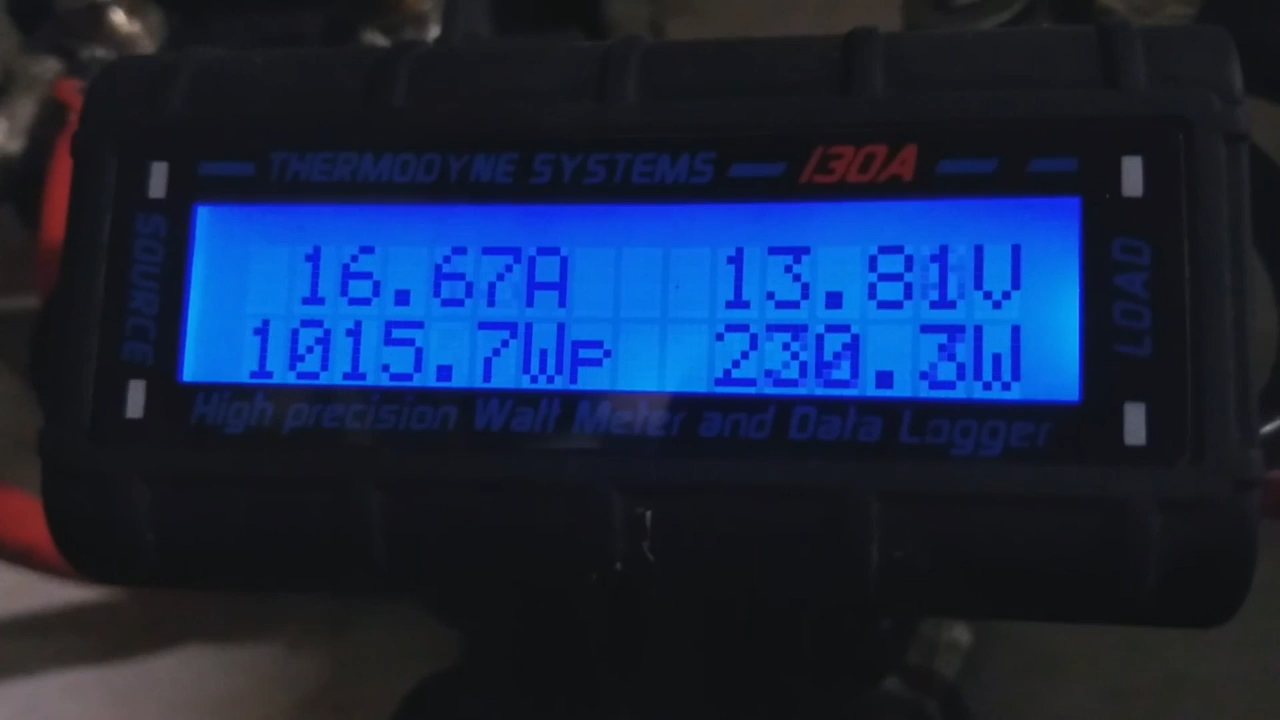 THERMODYNE SYSTEMS 130A
SOURCE
16.67A 13.81V
1015.7Wp 230.3W
LOAD
High precision Watt Meter and Data Logger